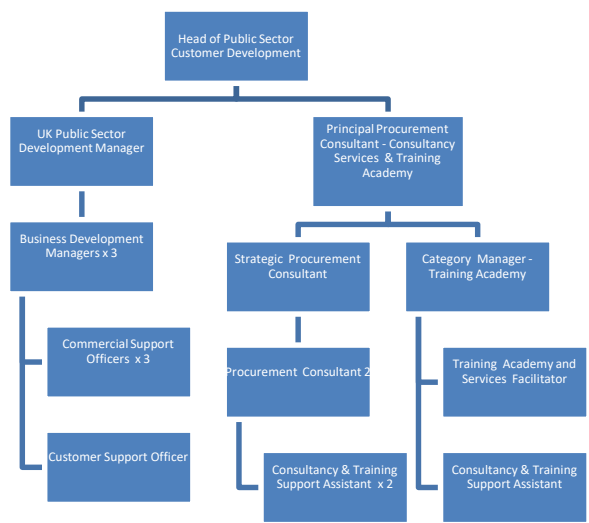 Head of Public Sector
Customer Development
UK Public Sector
Development Manager
Principal Procurement
Consultant - Consultancy
Services & Training
Academy
Business Development
Managers x 3
Strategic Procurement
Consultant
Category Manager -
Training Academy
Commercial Support
Officers x 3
Procurement Consultant 2
Training Academy and
Services Facilitator
Customer Support Officer
Consultancy & Training
Support Assistant x 2
Consultancy & Training
Support Assistant